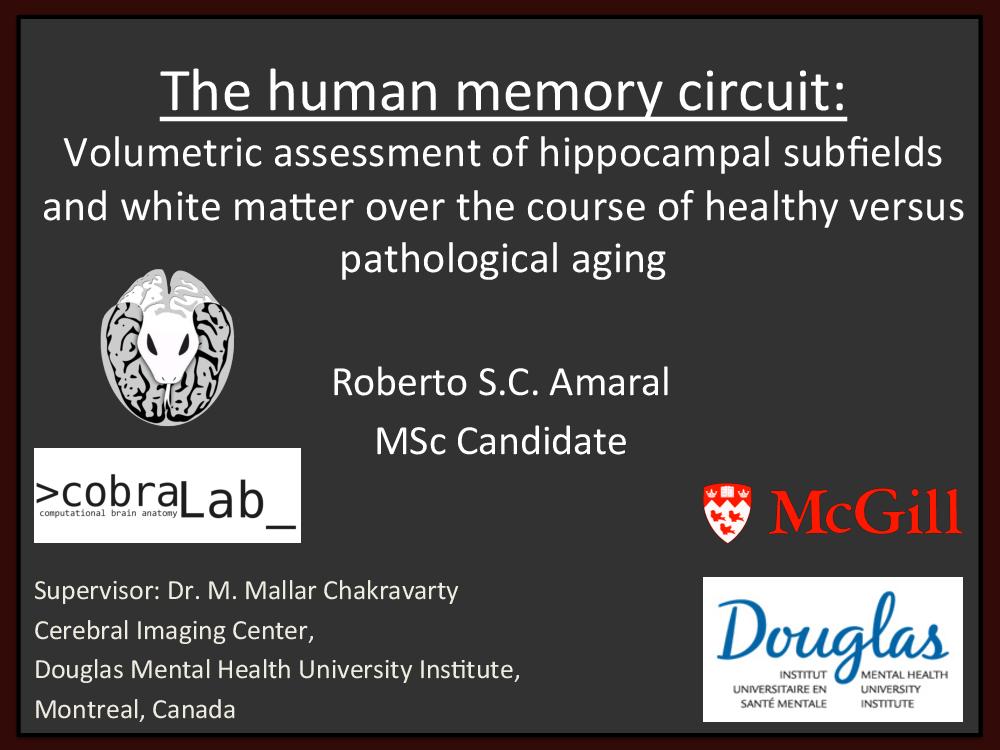 The human memory circuit:
Volumetric assessment of hippocampal subfields
and white matter over the course of healthy versus
pathological aging
Roberto S.C. Amaral
MSc Candidate
>cobraLab_
computational brain anatomy
McGill
Supervisor: Dr. M. Mallar Chakravarty
Cerebral Imaging Center,
Douglas Mental Health University Institute,
Montreal, Canada
Douglas
INSTITUT
UNIVERSITAIRE EN
SANTÉ MENTALE
MENTAL HEALTH
UNIVERSITY
INSTITUTE